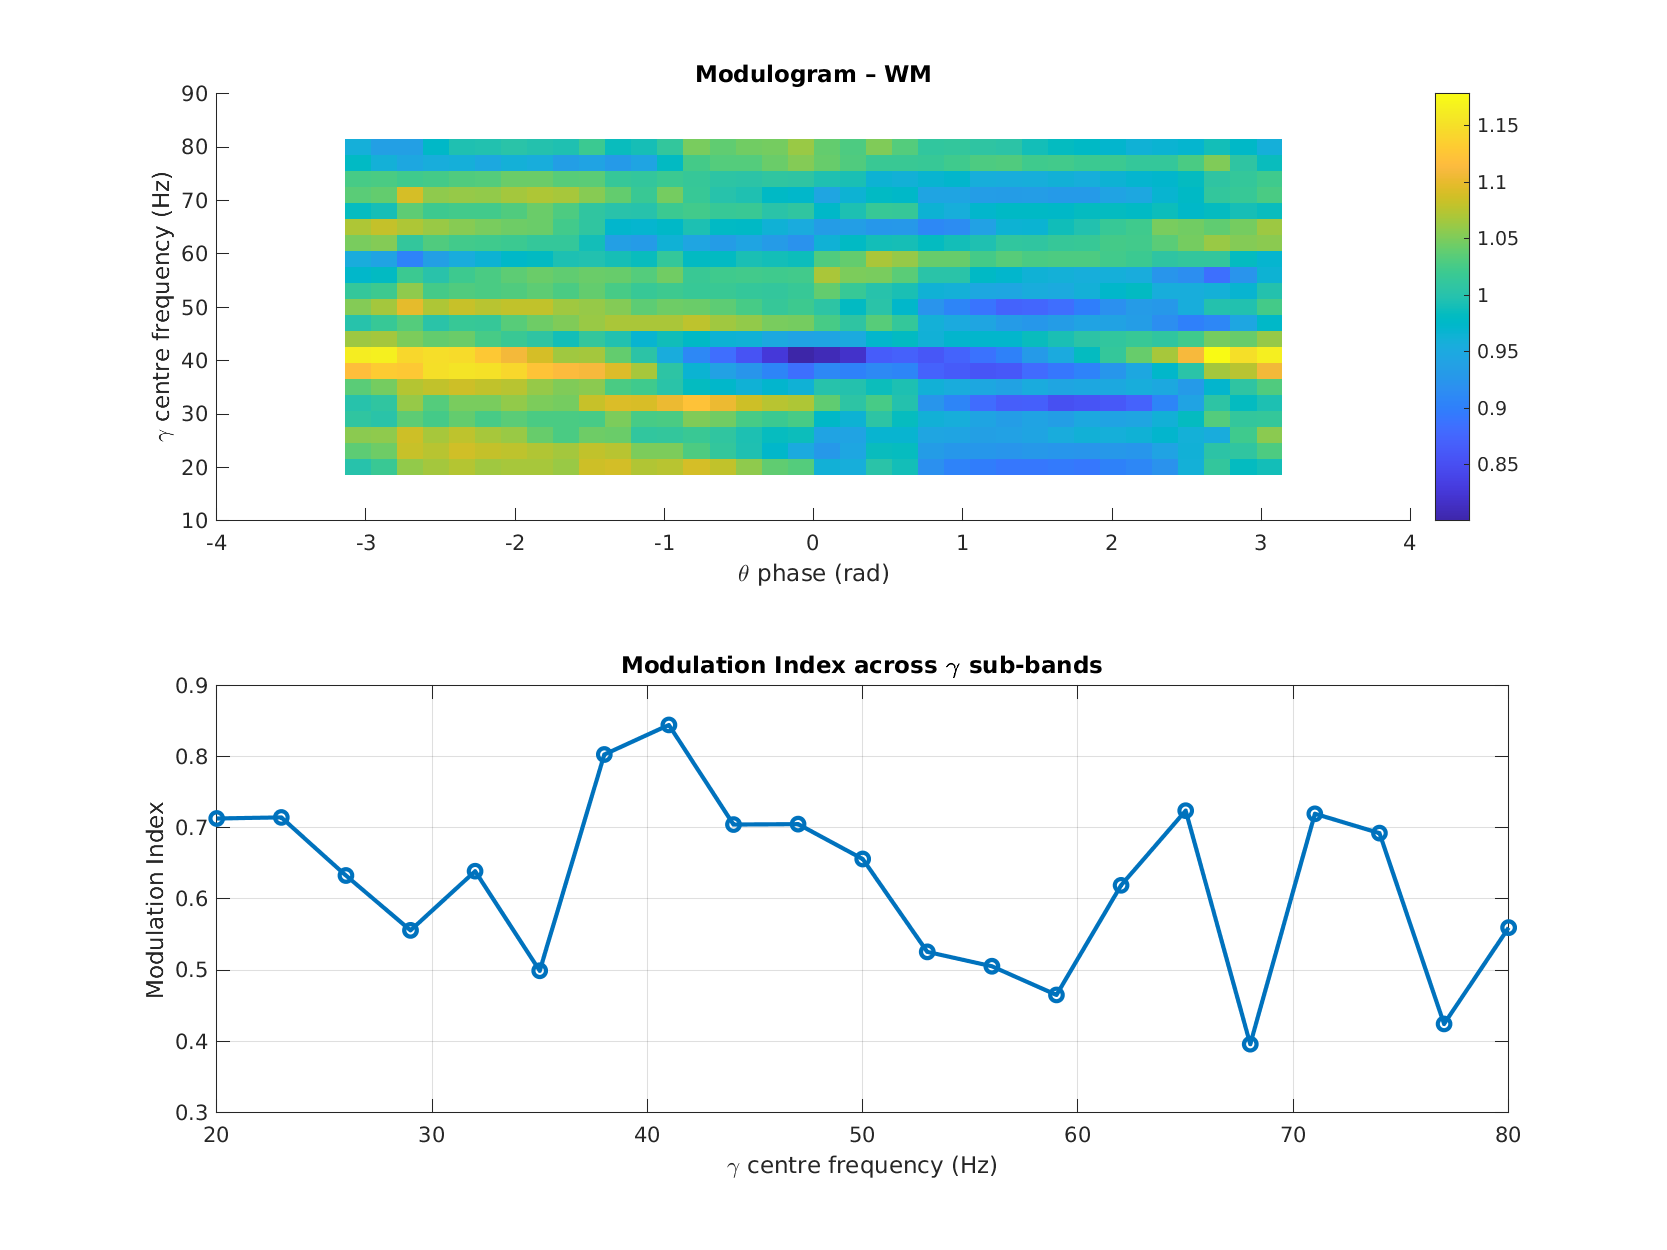 Modulogram – WM
90
80
70
60
50
40
30
20
10
γ centre frequency (Hz)
-4 -3 -2 -1 0 1 2 3 4
θ phase (rad)
1.15
1.1
1.05
1
0.95
0.9
0.85
Modulation Index across γ sub-bands
0.9
0.8
0.7
0.6
0.5
0.4
0.3
Modulation Index
20 30 40 50 60 70 80
γ centre frequency (Hz)